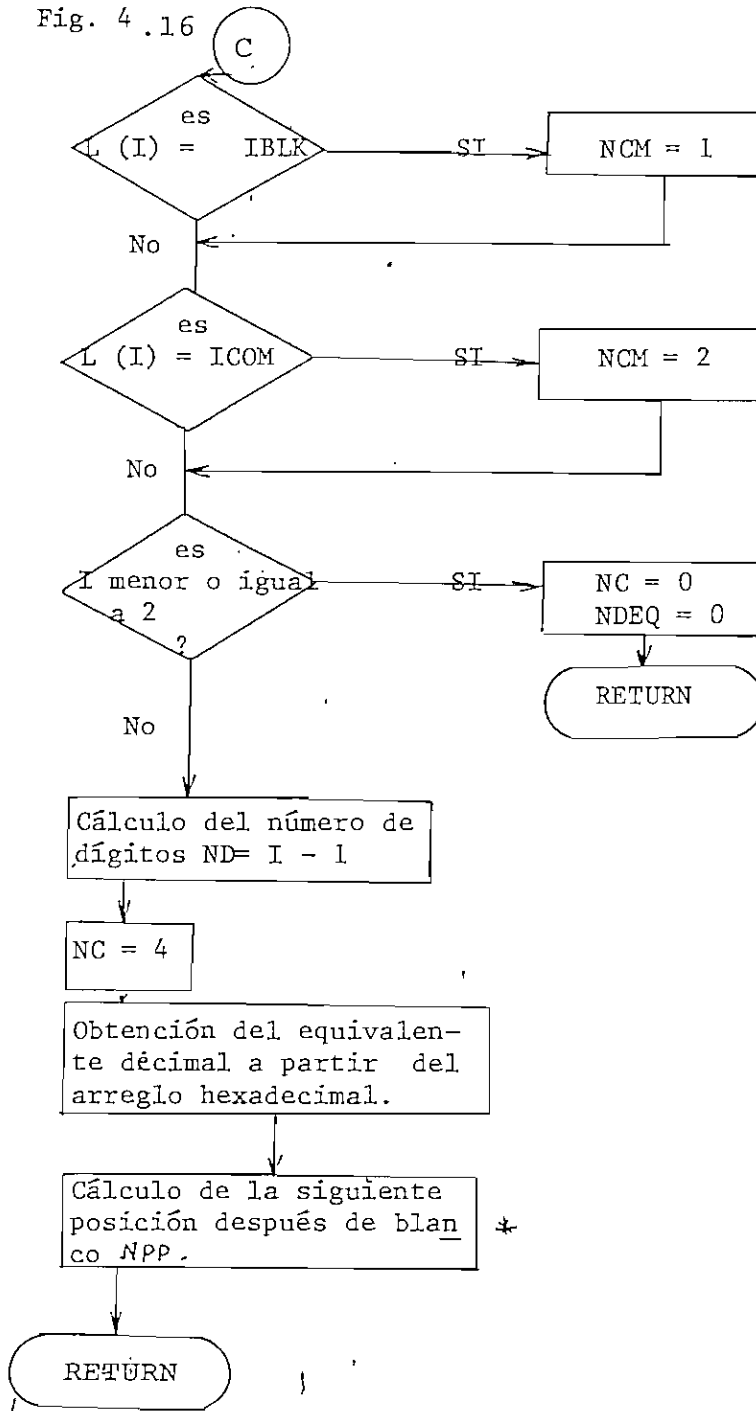 Fig. 4.16
C
es
L (I) = IBLK
SI
NCM = 1
No
es
L (I) = ICOM
SI
NCM = 2
No
es
I menor o igual
a 2
?
SI
NC = 0
NDEQ = 0
RETURN
No
Cálculo del número de
dígitos ND= I - 1
NC = 4
Obtención del equivalen-
te décimal a partir del
arreglo hexadecimal.
Cálculo de la siguiente
posición después de blan
co NPP.
*
RETURN